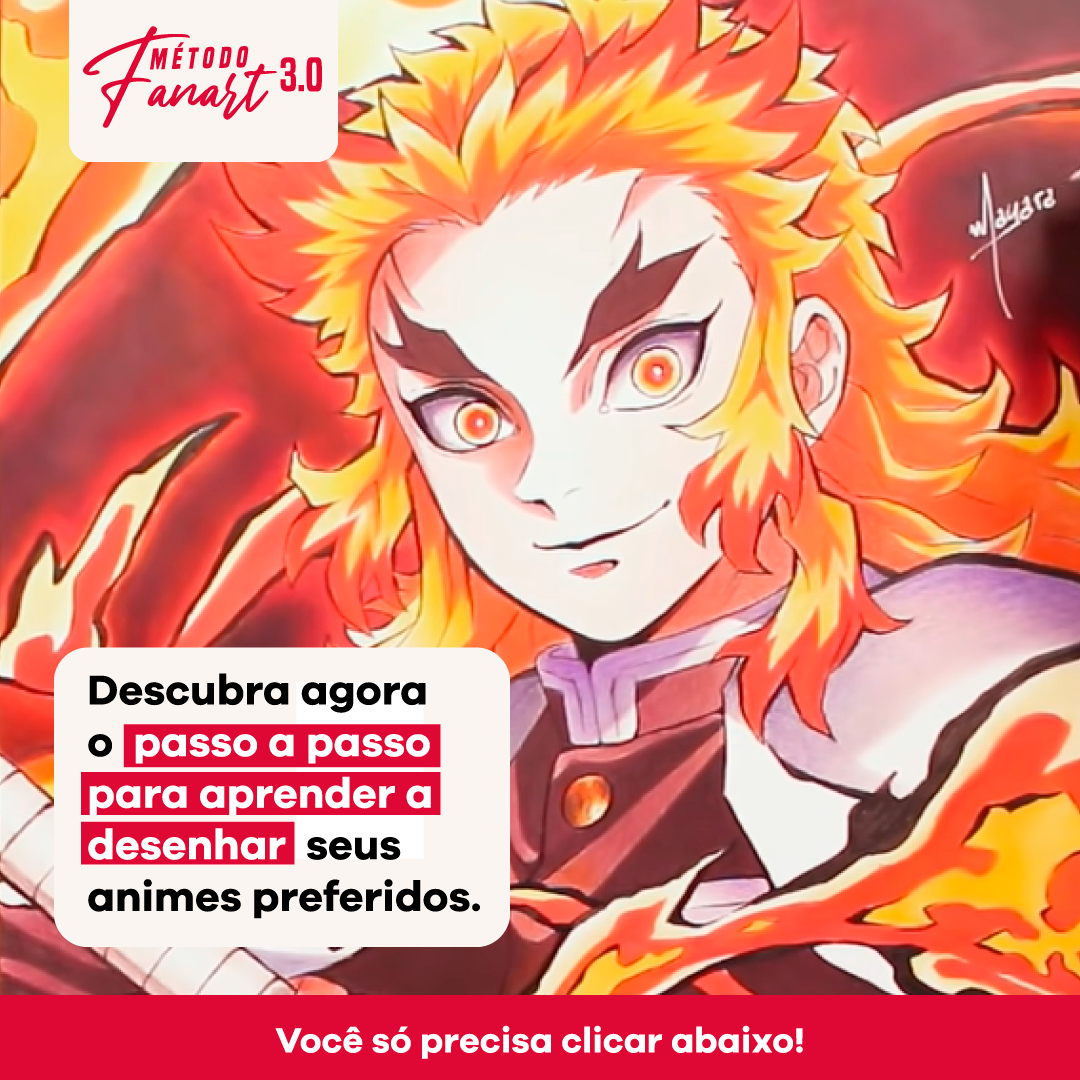 MÉTODO
Fanart 3.0
Mayara
Descubra agora
o passo a passo
para aprender a
desenhar seus
animes preferidos.
Você só precisa clicar abaixo!